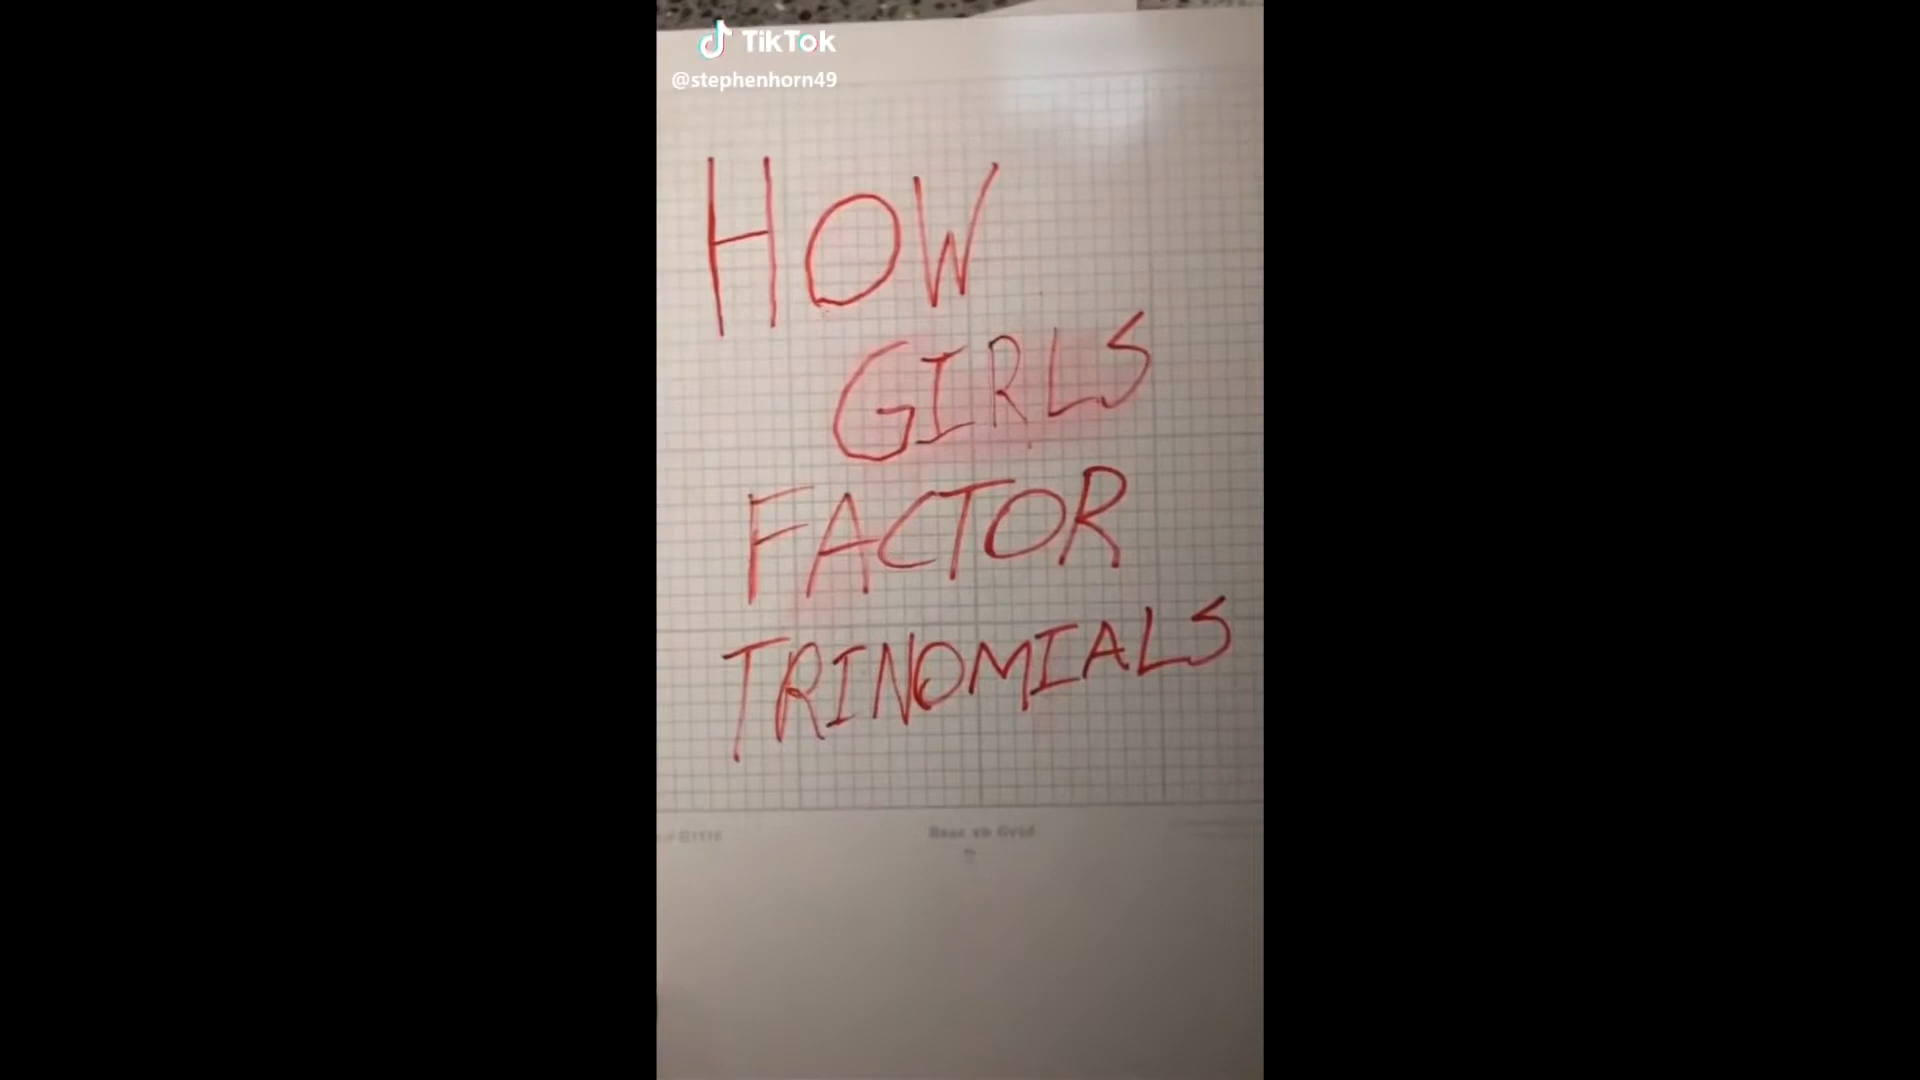 TikTok
@stephenhorn49
HOW
GIRLS
FACTOR
TRINOMIALS